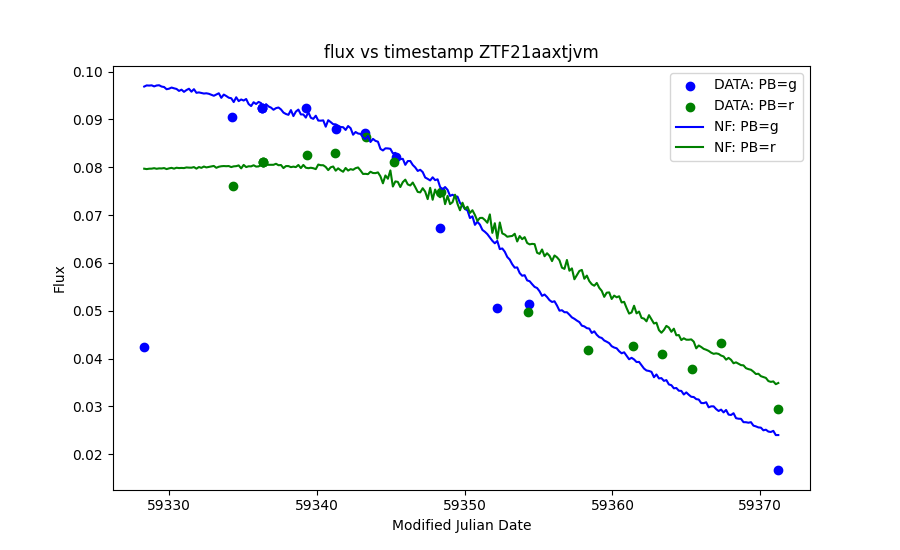 flux vs timestamp ZTF21aaxtjvm
DATA: PB=g
DATA: PB=r
NF: PB=g
NF: PB=r
0.10
0.09
0.08
0.07
0.06
0.05
0.04
0.03
0.02
Flux
59330 59340 59350 59360 59370
Modified Julian Date